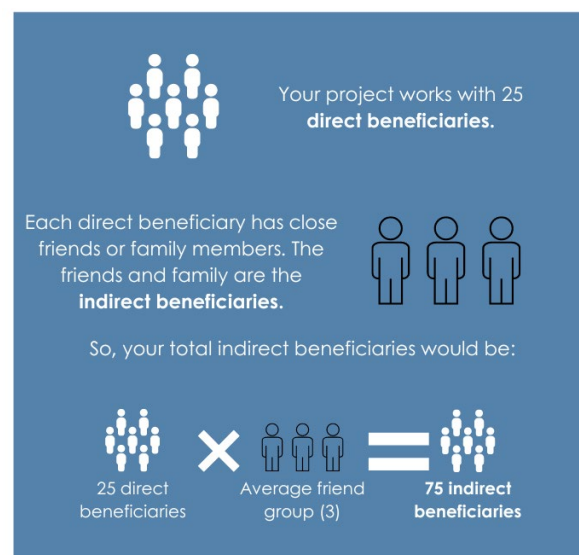 Your project works with 25
direct beneficiaries.
Each direct beneficiary has close
friends or family members. The
friends and family are the
indirect beneficiaries.
So, your total indirect beneficiaries would be:
25 direct
beneficiaries
Average friend
group (3)
75 indirect
beneficiaries